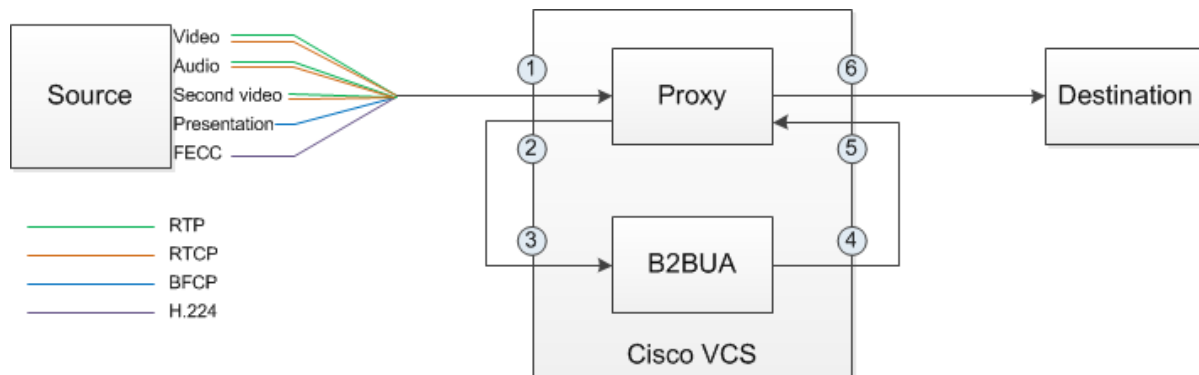 Source
Video
Audio
Second video
Presentation
FECC
1
Proxy
6
Destination
2
5
3
B2BUA
4
Cisco VCS
RTP
RTCP
BFCP
H.224